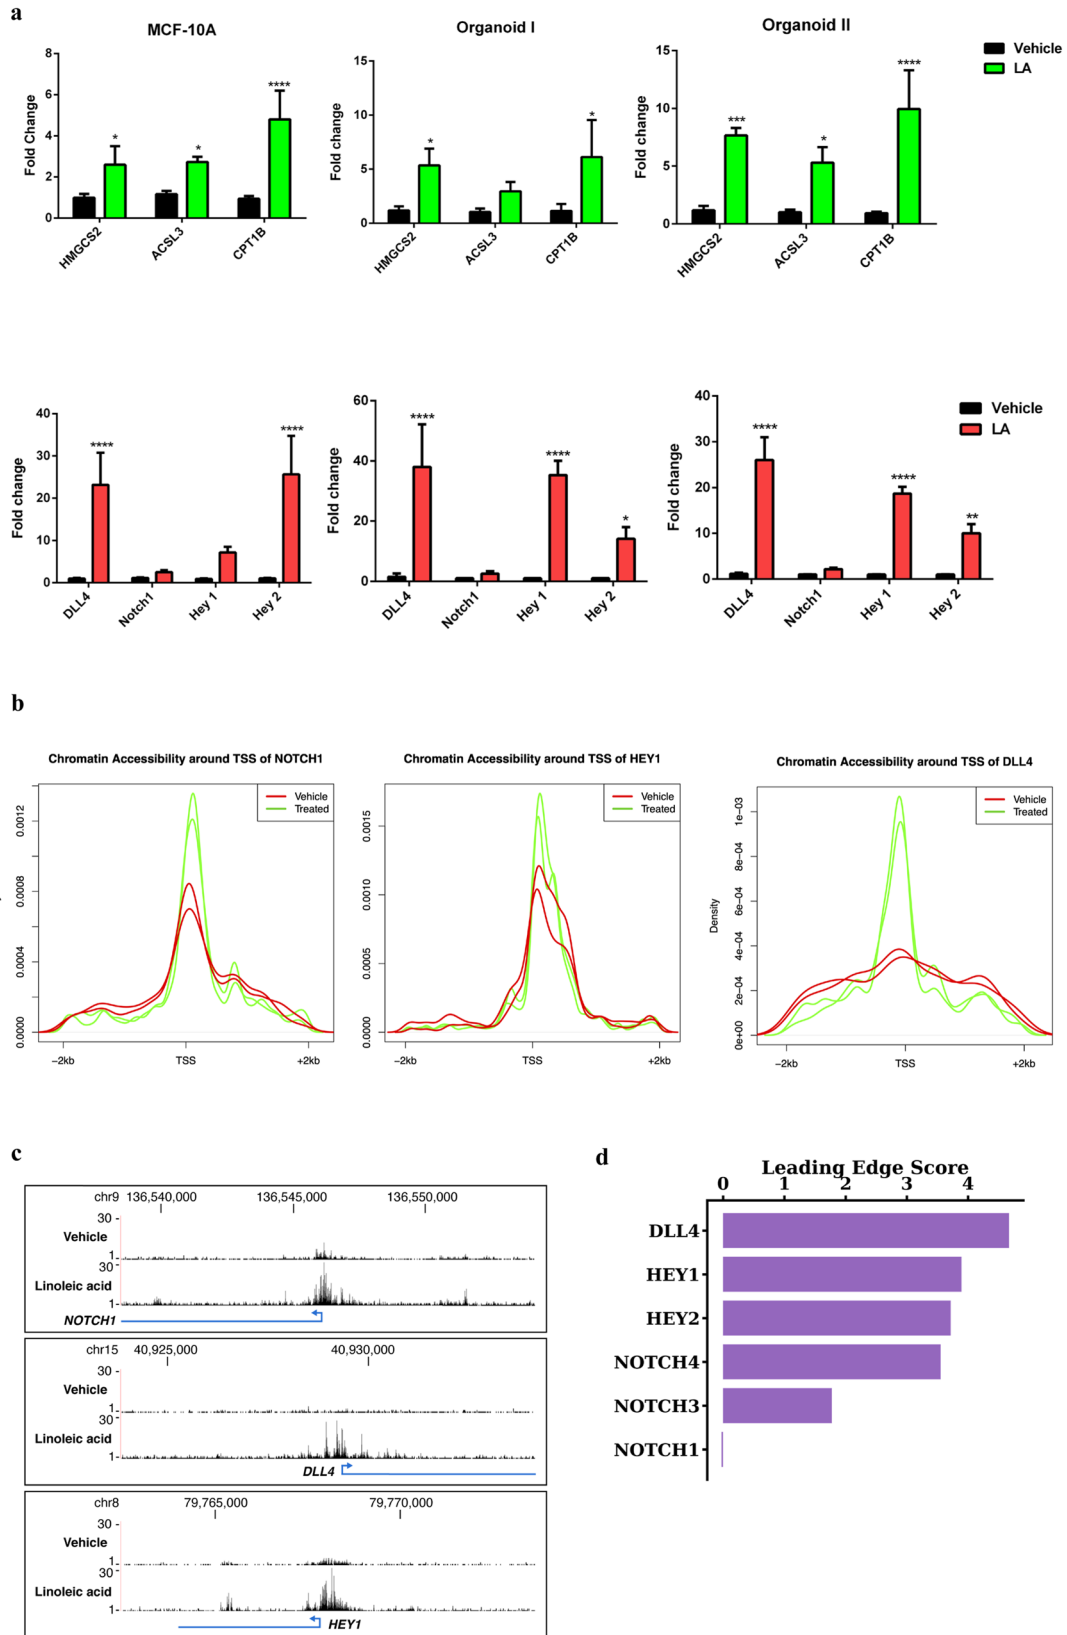 a
MCF-10A
Organoid I
Organoid II
Vehicle
LA
Fold Change
8
6
4
2
0
* * ****
HMGCS2 ACSL3 CPT1B
Fold change
15
10
5
0
* *
HMGCS2 ACSL3 CPT1B
Fold change
15
10
5
0
*** * ****
HMGCS2 ACSL3 CPT1B
Vehicle
LA
Fold change
40
30
20
10
0
**** ****
DLL4 Notch1 Hey 1 Hey 2
Fold change
60
40
20
0
**** **** *
DLL4 Notch1 Hey 1 Hey 2
Fold change
40
30
20
10
0
**** **** **
DLL4 Notch1 Hey 1 Hey 2
b
Chromatin Accessibility around TSS of NOTCH1
Vehicle
Treated
0.0012
0.0008
0.0004
0.0000
−2kb TSS +2kb
Chromatin Accessibility around TSS of HEY1
Vehicle
Treated
0.0015
0.0010
0.0005
0.0000
−2kb TSS +2kb
Chromatin Accessibility around TSS of DLL4
Vehicle
Treated
Density
1e−03
8e−04
6e−04
4e−04
2e−04
0e+00
−2kb TSS +2kb
c
chr9 136,540,000 136,545,000 136,550,000
30
Vehicle
1
30
Linoleic acid
1
NOTCH1
chr15 40,925,000 40,930,000
30
Vehicle
1
30
Linoleic acid
1
DLL4
chr8 79,765,000 79,770,000
30
Vehicle
1
30
Linoleic acid
1
HEY1
d
Leading Edge Score
0 1 2 3 4
DLL4
HEY1
HEY2
NOTCH4
NOTCH3
NOTCH1